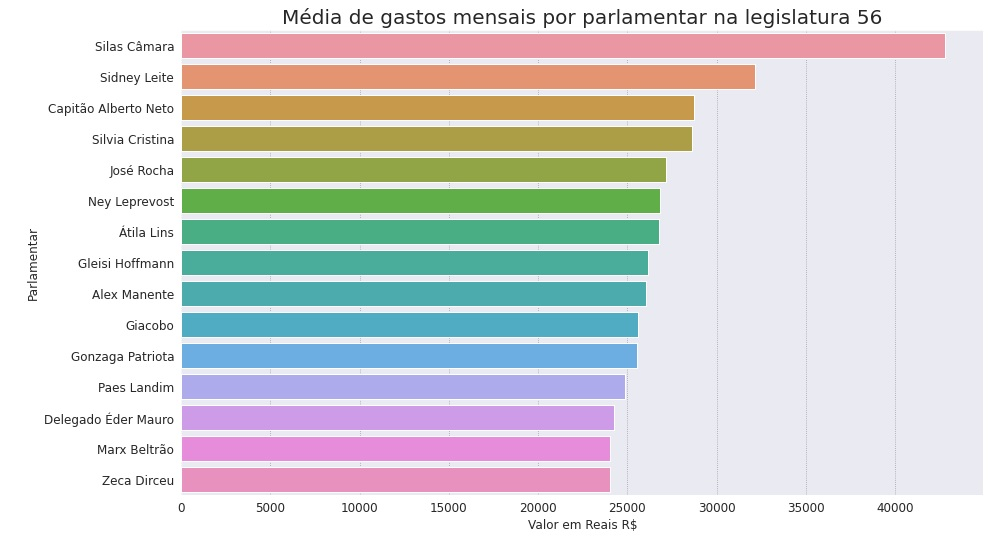 Média de gastos mensais por parlamentar na legislatura 56
Parlamentar
Silas Câmara
Sidney Leite
Capitão Alberto Neto
Silvia Cristina
José Rocha
Ney Leprevost
Átila Lins
Gleisi Hoffmann
Alex Manente
Giacobo
Gonzaga Patriota
Paes Landim
Delegado Éder Mauro
Marx Beltrão
Zeca Dirceu
0 5000 10000 15000 20000 25000 30000 35000 40000
Valor em Reais R$